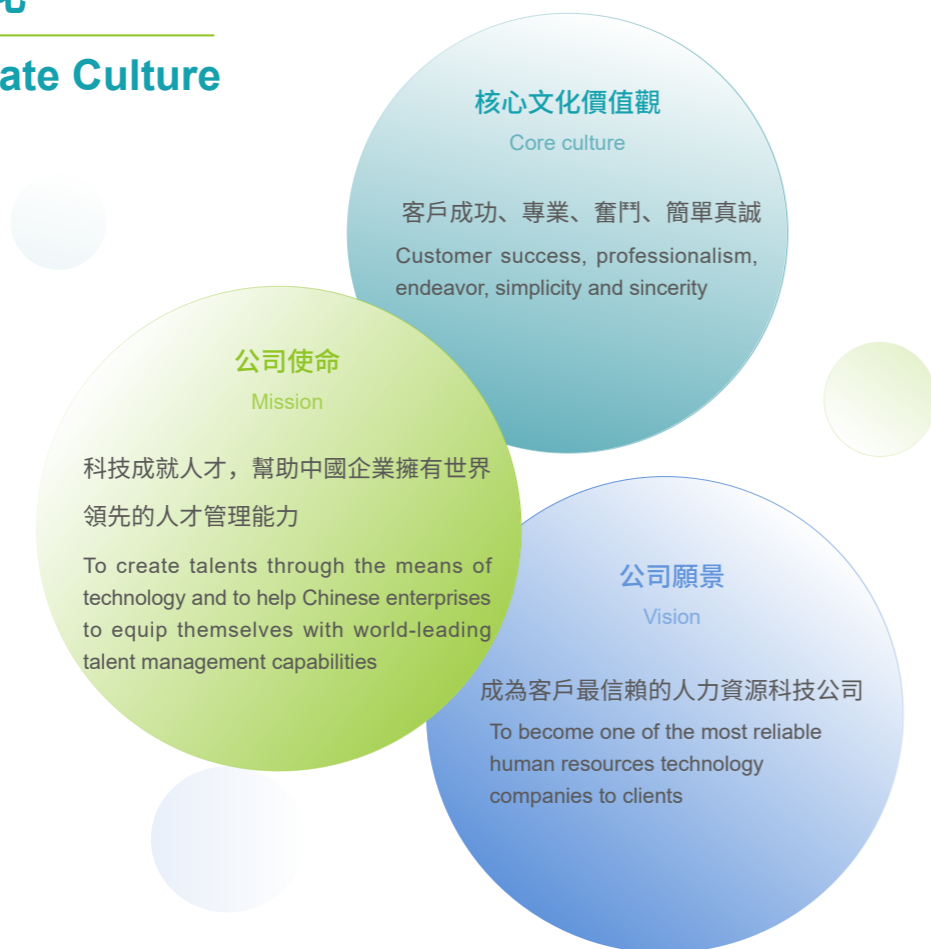 ate Culture
核心文化價值觀
Core culture
客戶成功、專業、奮鬥、簡單真誠
Customer success, professionalism,
endeavor, simplicity and sincerity
公司使命
Mission
科技成就人才，幫助中國企業擁有世界
領先的人才管理能力
To create talents through the means of
technology and to help Chinese enterprises
to equip themselves with world-leading
talent management capabilities
公司願景
Vision
成為客戶最信賴的人力資源科技公司
To become one of the most reliable
human resources technology
companies to clients